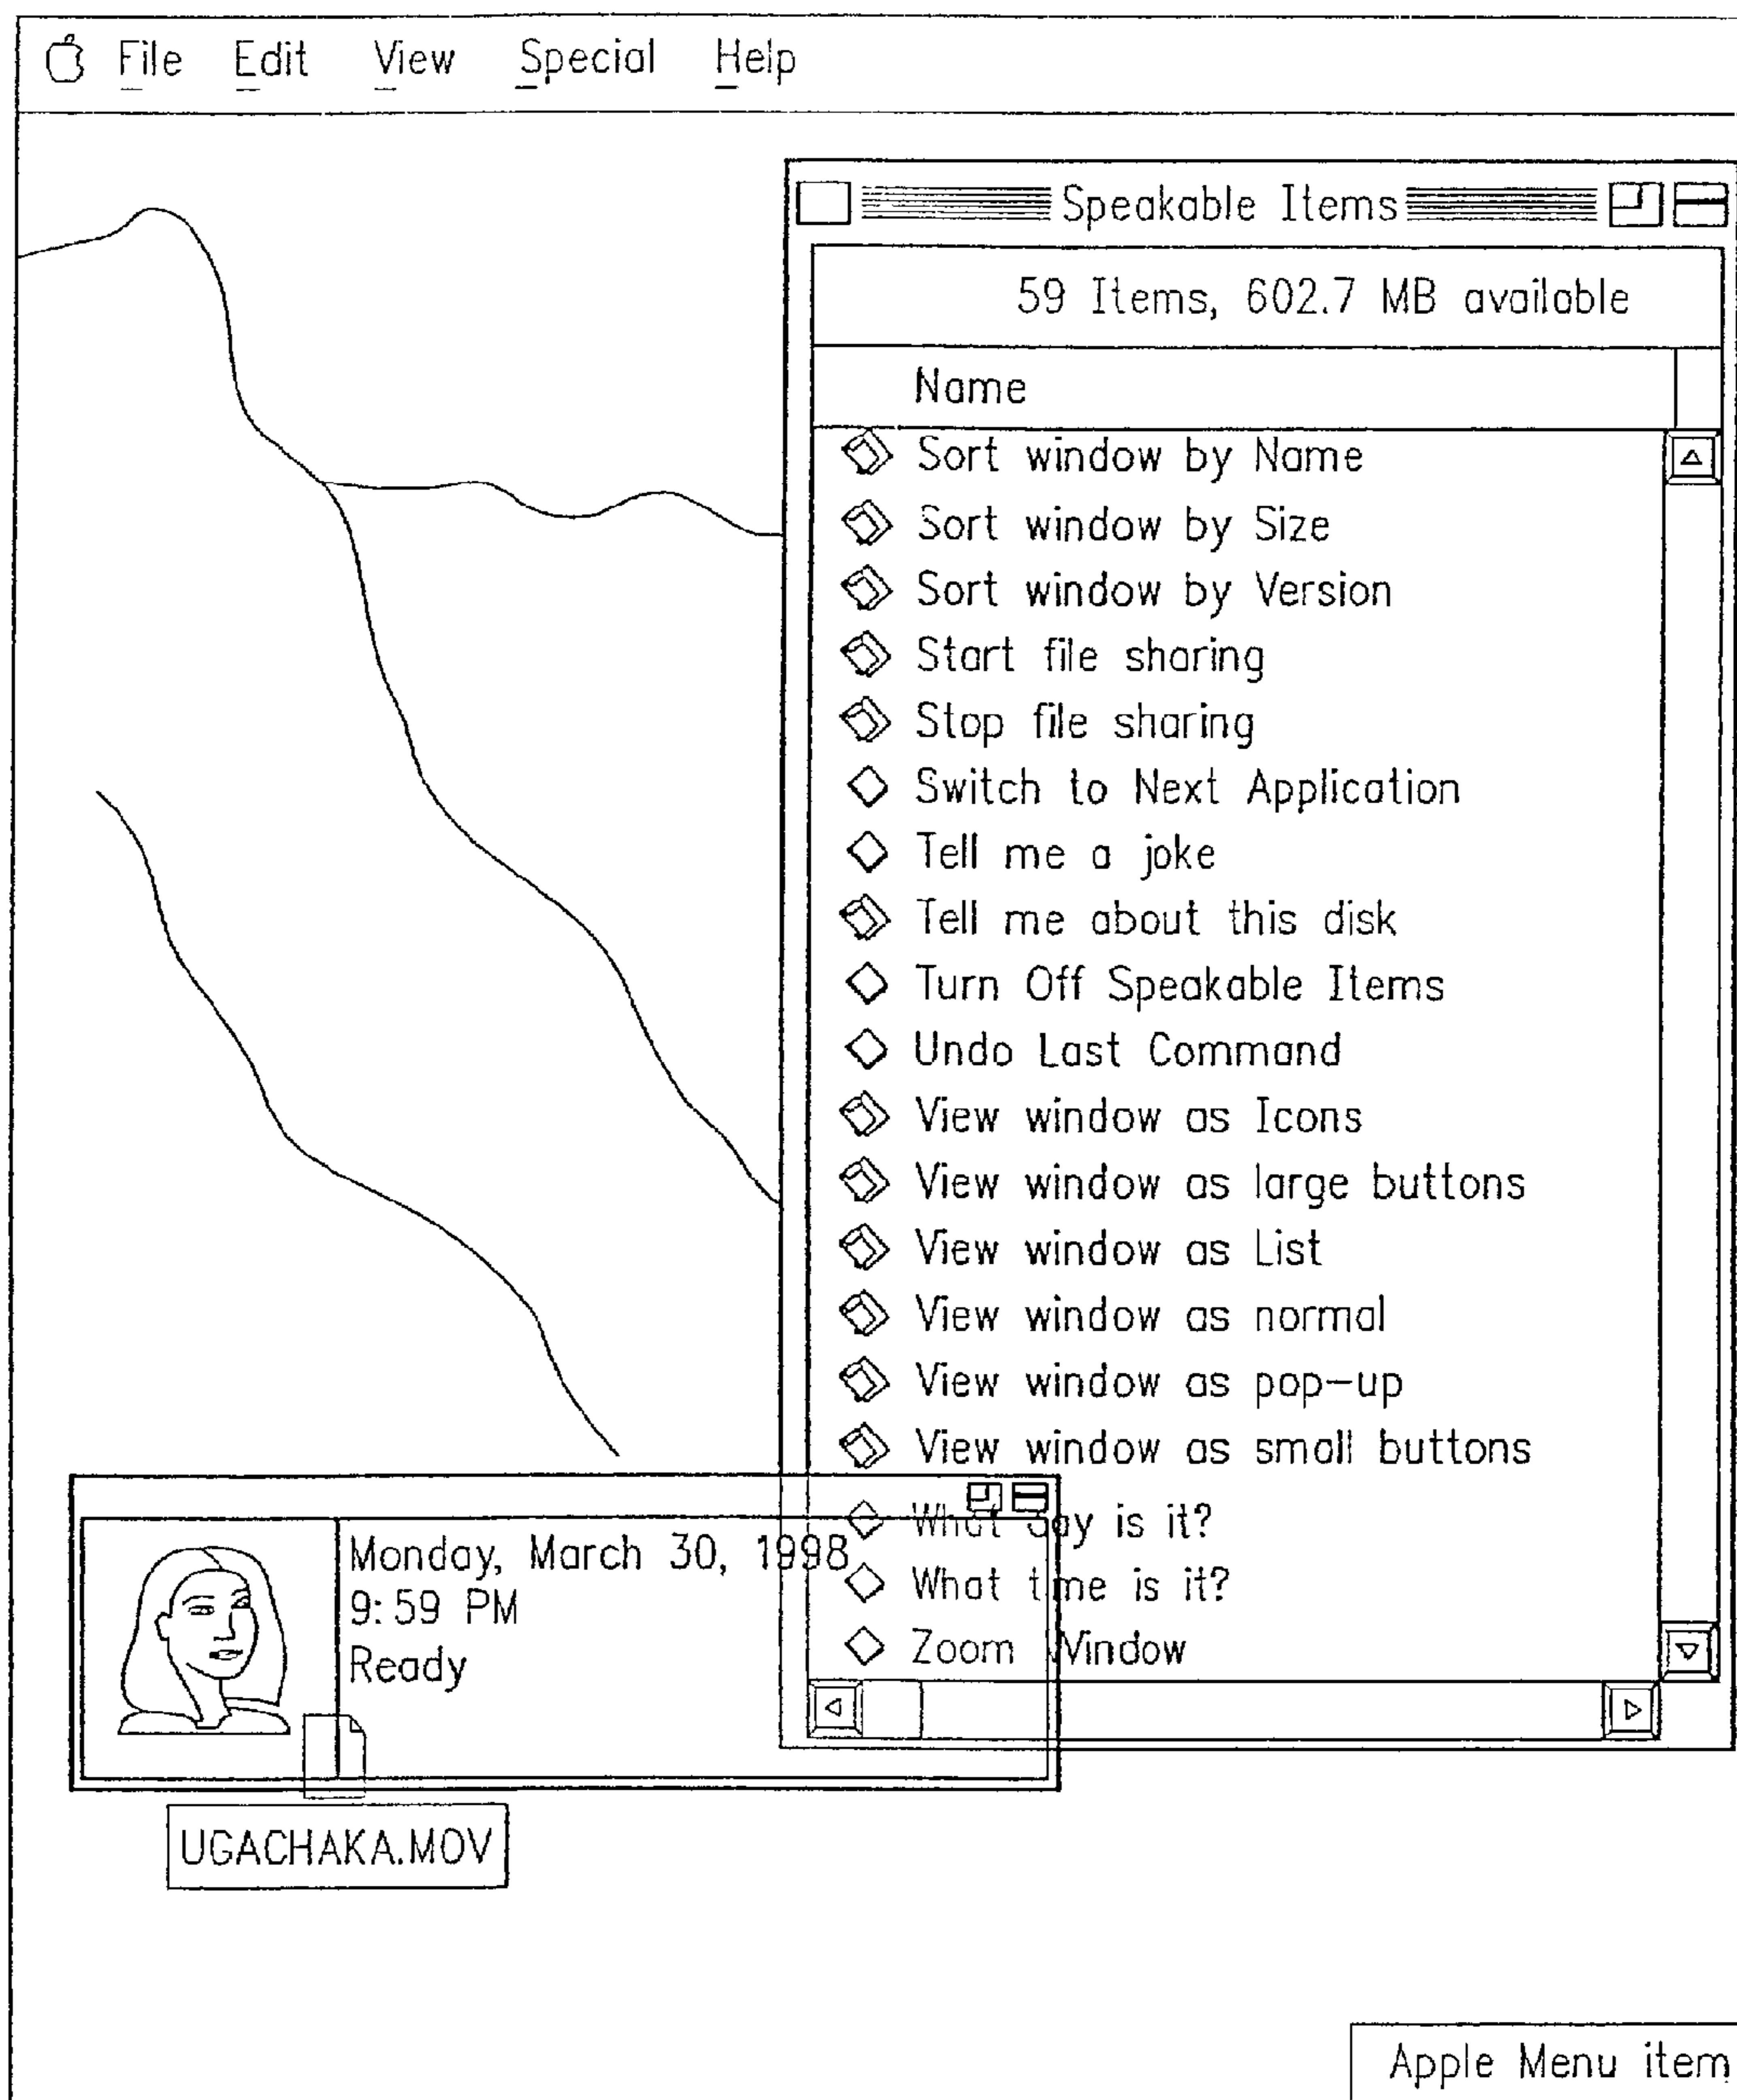 File Edit View Special Help
Speakable Items
59 Items, 602.7 MB available
Name
Sort window by Name
Sort window by Size
Sort window by Version
Start file sharing
Stop file sharing
Switch to Next Application
Tell me a joke
Tell me about this disk
Turn Off Speakable Items
Undo Last Command
View window as Icons
View window as large buttons
View window as List
View window as normal
View window as pop-up
View window as small buttons
What day is it?
What time is it?
Zoom Window
Monday, March 30, 1998
9:59 PM
Ready
UGACHAKA.MOV
Apple Menu item